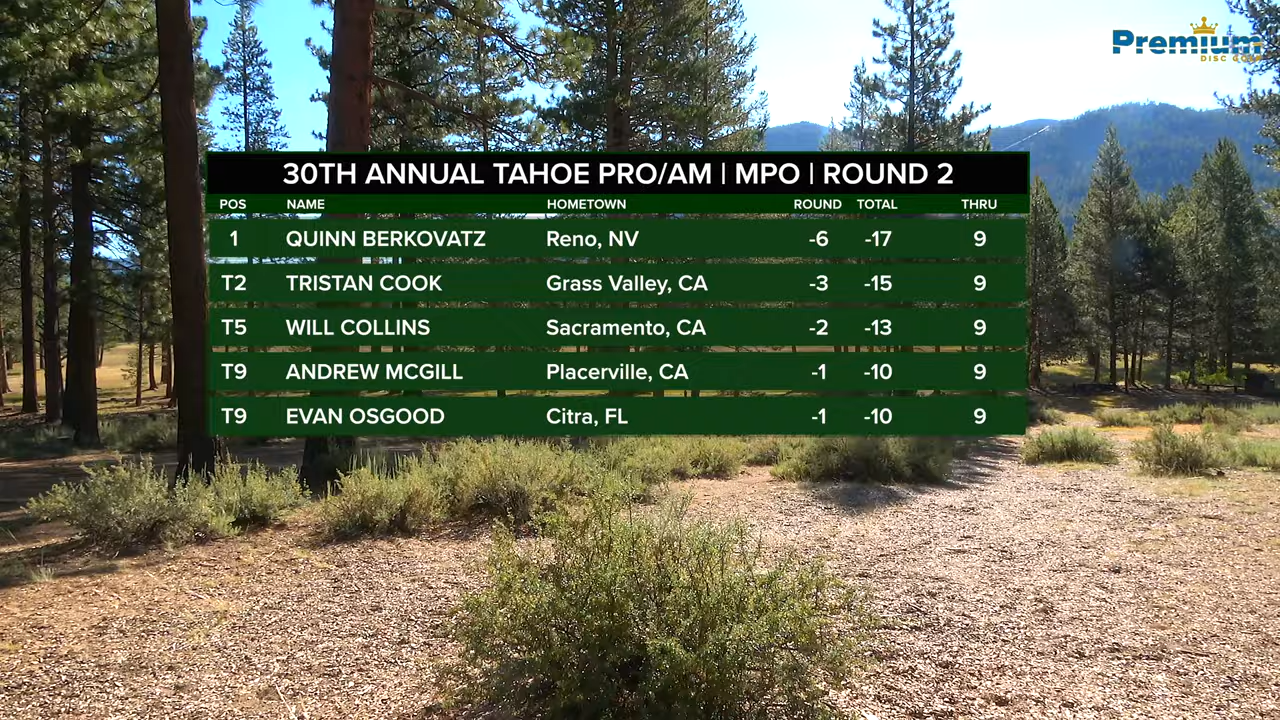 Premium
DISC GOLF
30TH ANNUAL TAHOE PRO/AM | MPO | ROUND 2
POS NAME HOMETOWN ROUND TOTAL THRU
1 QUINN BERKOVATZ Reno, NV -6 -17 9
T2 TRISTAN COOK Grass Valley, CA -3 -15 9
T5 WILL COLLINS Sacramento, CA -2 -13 9
T9 ANDREW MCGILL Placerville, CA -1 -10 9
T9 EVAN OSGOOD Citra, FL -1 -10 9